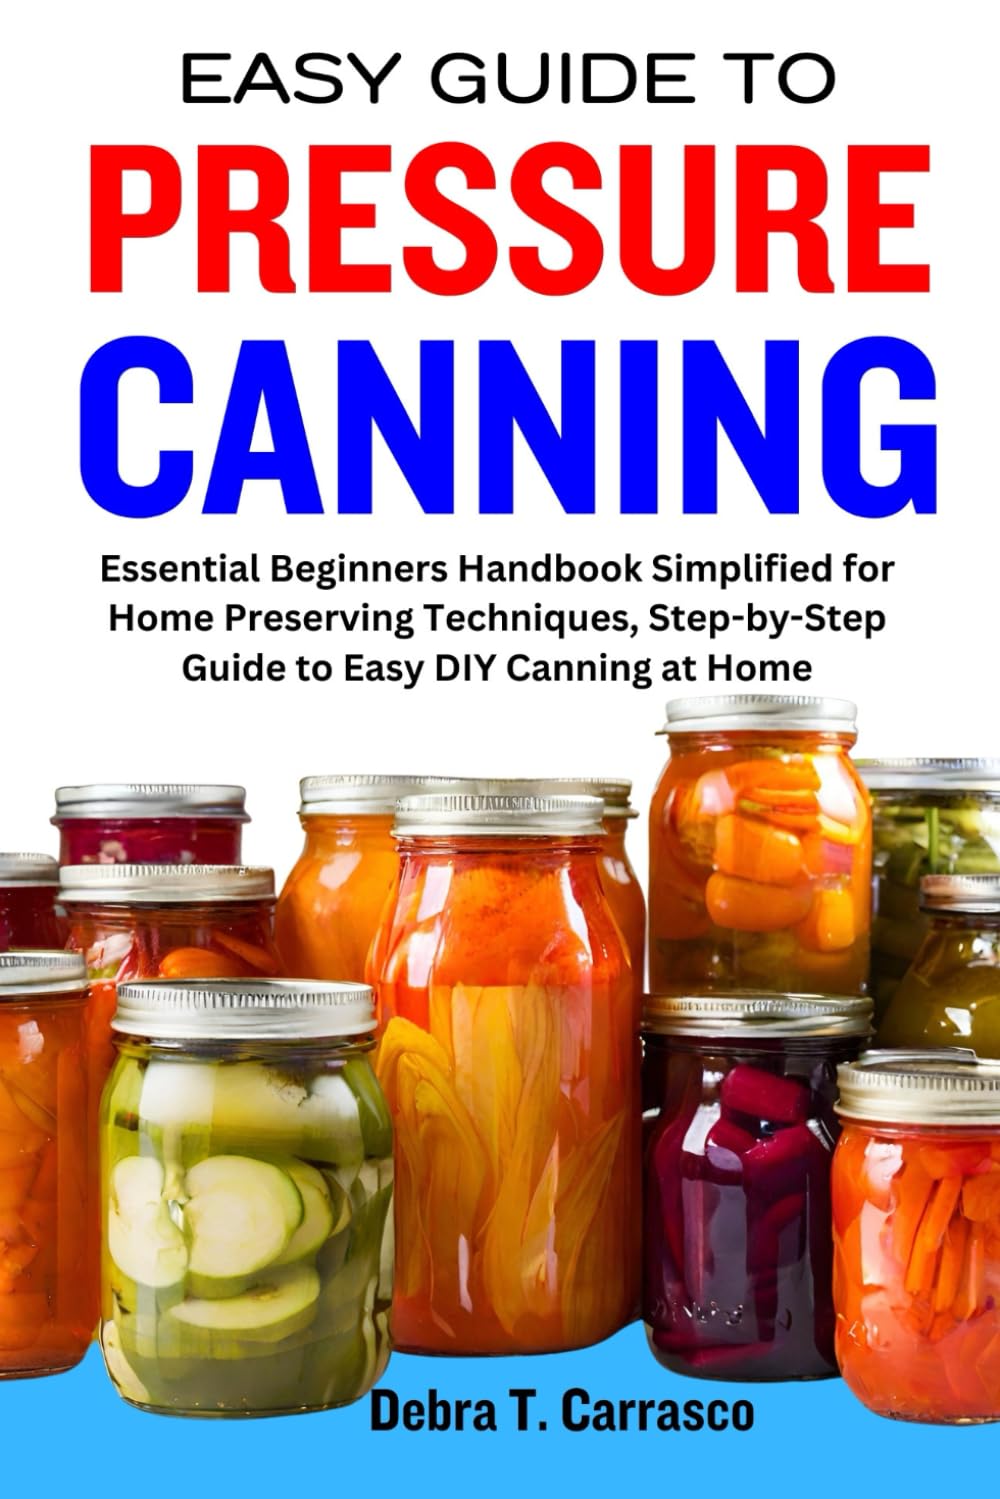 EASY GUIDE TO
PRESSURE
CANNING
Essential Beginners Handbook Simplified for
Home Preserving Techniques, Step-by-Step
Guide to Easy DIY Canning at Home
Debra T. Carrasco